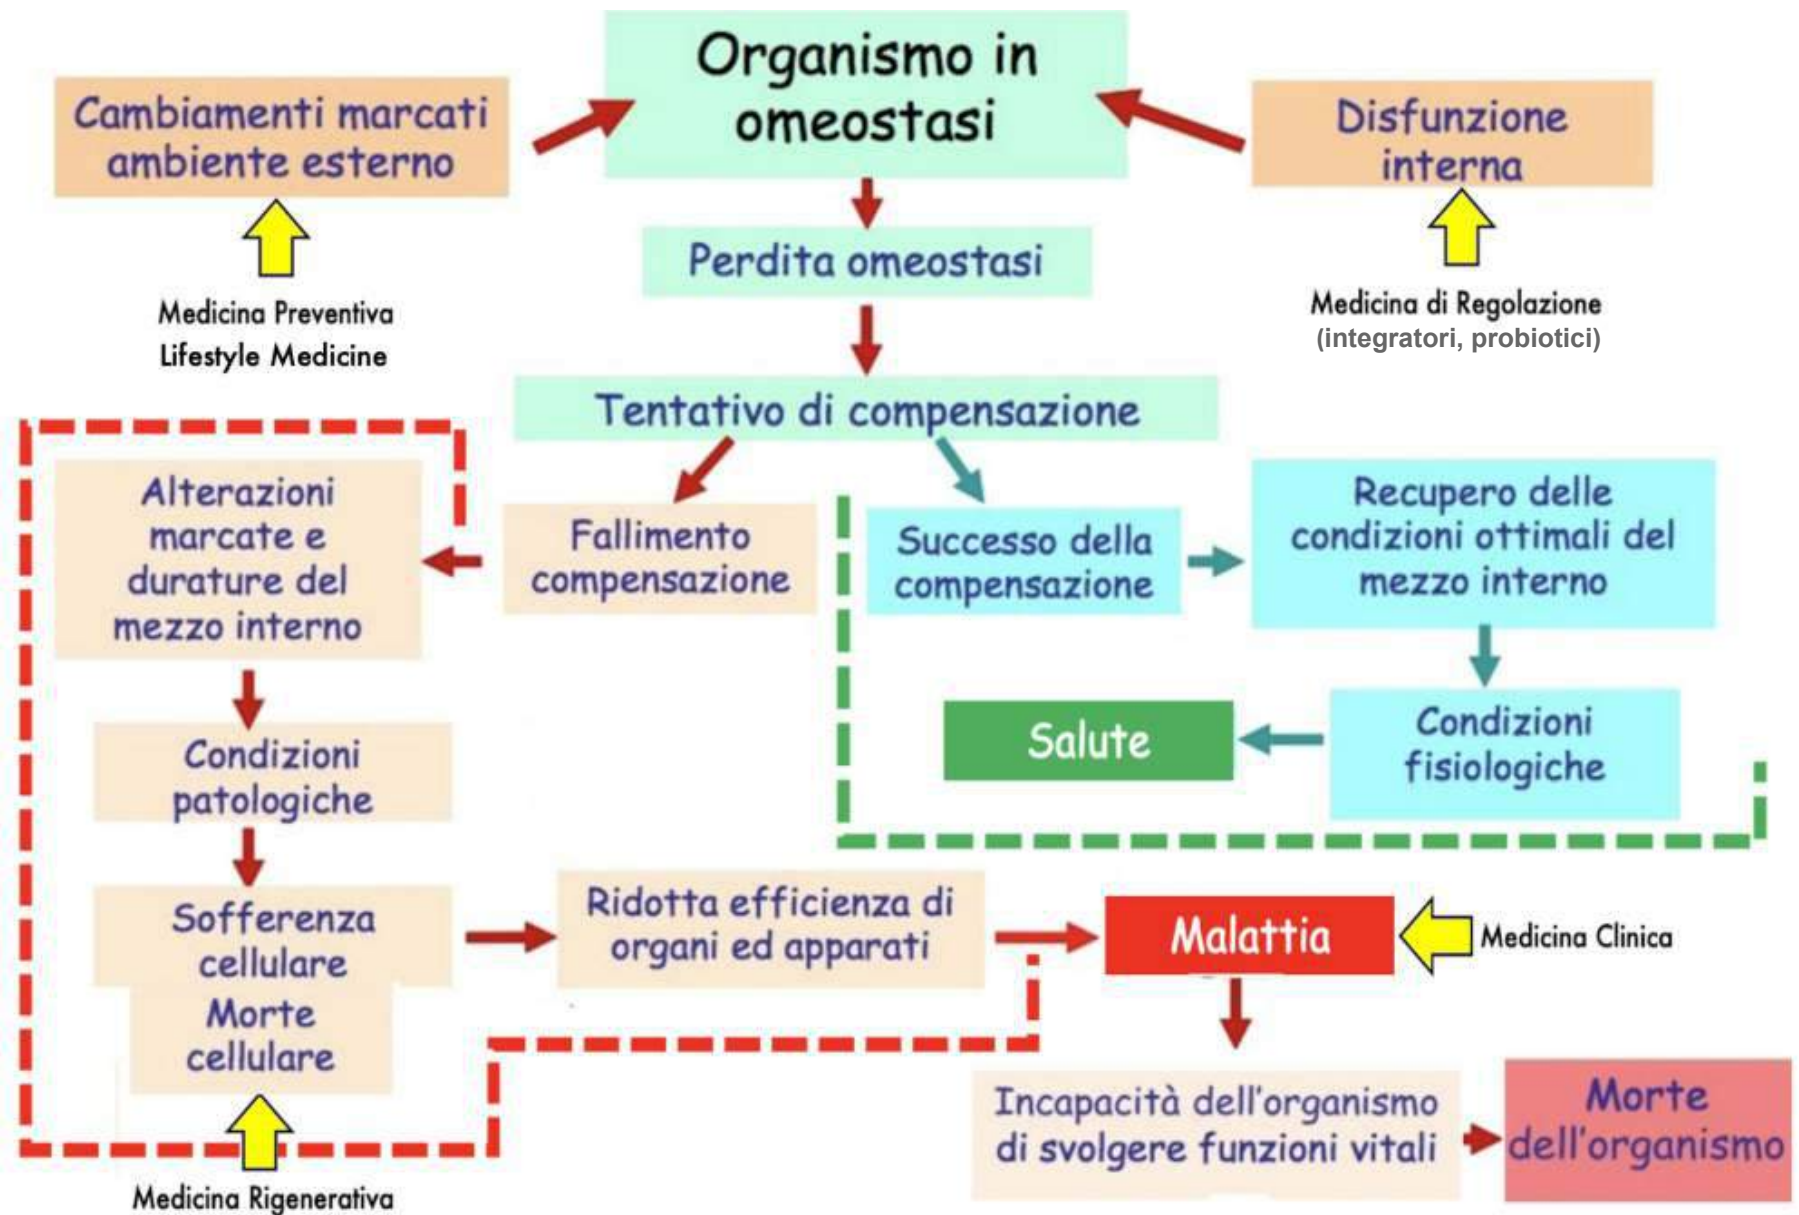 Organismo in
omeostasi
Cambiamenti marcati
ambiente esterno
Disfunzione
interna
Perdita omeostasi
Medicina Preventiva
Lifestyle Medicine
Medicina di Regolazione
(integratori, probiotici)
Tentativo di compensazione
Alterazioni
marcate e
durature del
mezzo interno
Fallimento
compensazione
Successo della
compensazione
Recupero delle
condizioni ottimali del
mezzo interno
Condizioni
patologiche
Salute
Condizioni
fisiologiche
Sofferenza
cellulare
Morte
cellulare
Ridotta efficienza di
organi ed apparati
Malattia
Medicina Clinica
Incapacità dell'organismo
di svolgere funzioni vitali
Morte
dell'organismo
Medicina Rigenerativa